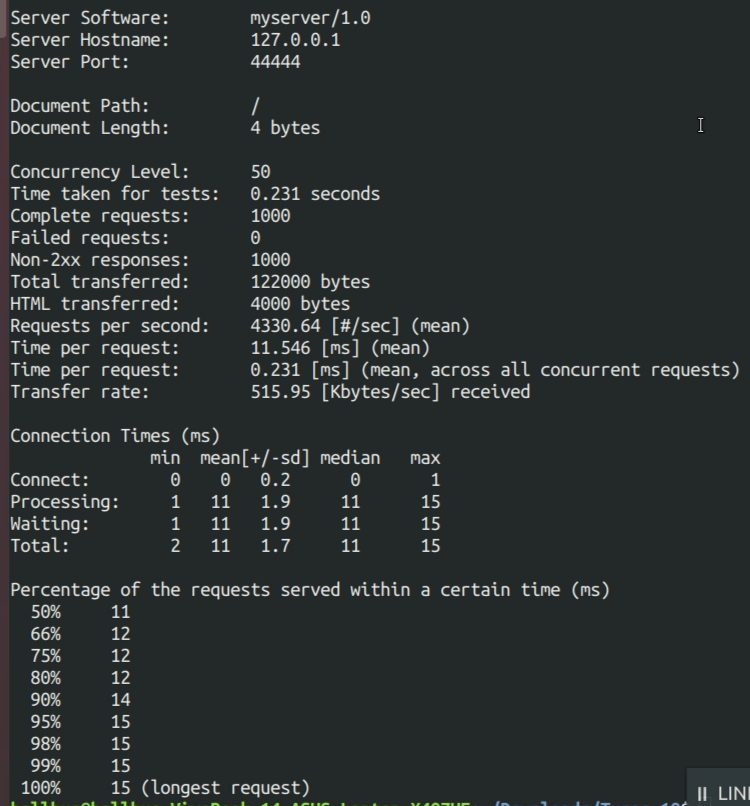 Server Software: myserver/1.0
Server Hostname: 127.0.0.1
Server Port: 44444
Document Path: /
Document Length: 4 bytes
Concurrency Level: 50
Time taken for tests: 0.231 seconds
Complete requests: 1000
Failed requests: 0
Non-2xx responses: 1000
Total transferred: 122000 bytes
HTML transferred: 4000 bytes
Requests per second: 4330.64 [#/sec] (mean)
Time per request: 11.546 [ms] (mean)
Time per request: 0.231 [ms] (mean, across all concurrent requests)
Transfer rate: 515.95 [Kbytes/sec] received
Connection Times (ms)
min mean[+/-sd] median max
Connect: 0 0 0.2 0 1
Processing: 1 11 1.9 11 15
Waiting: 1 11 1.9 11 15
Total: 2 11 1.7 11 15
Percentage of the requests served within a certain time (ms)
50% 11
66% 12
75% 12
80% 12
90% 14
95% 15
98% 15
99% 15
100% 15 (longest request)